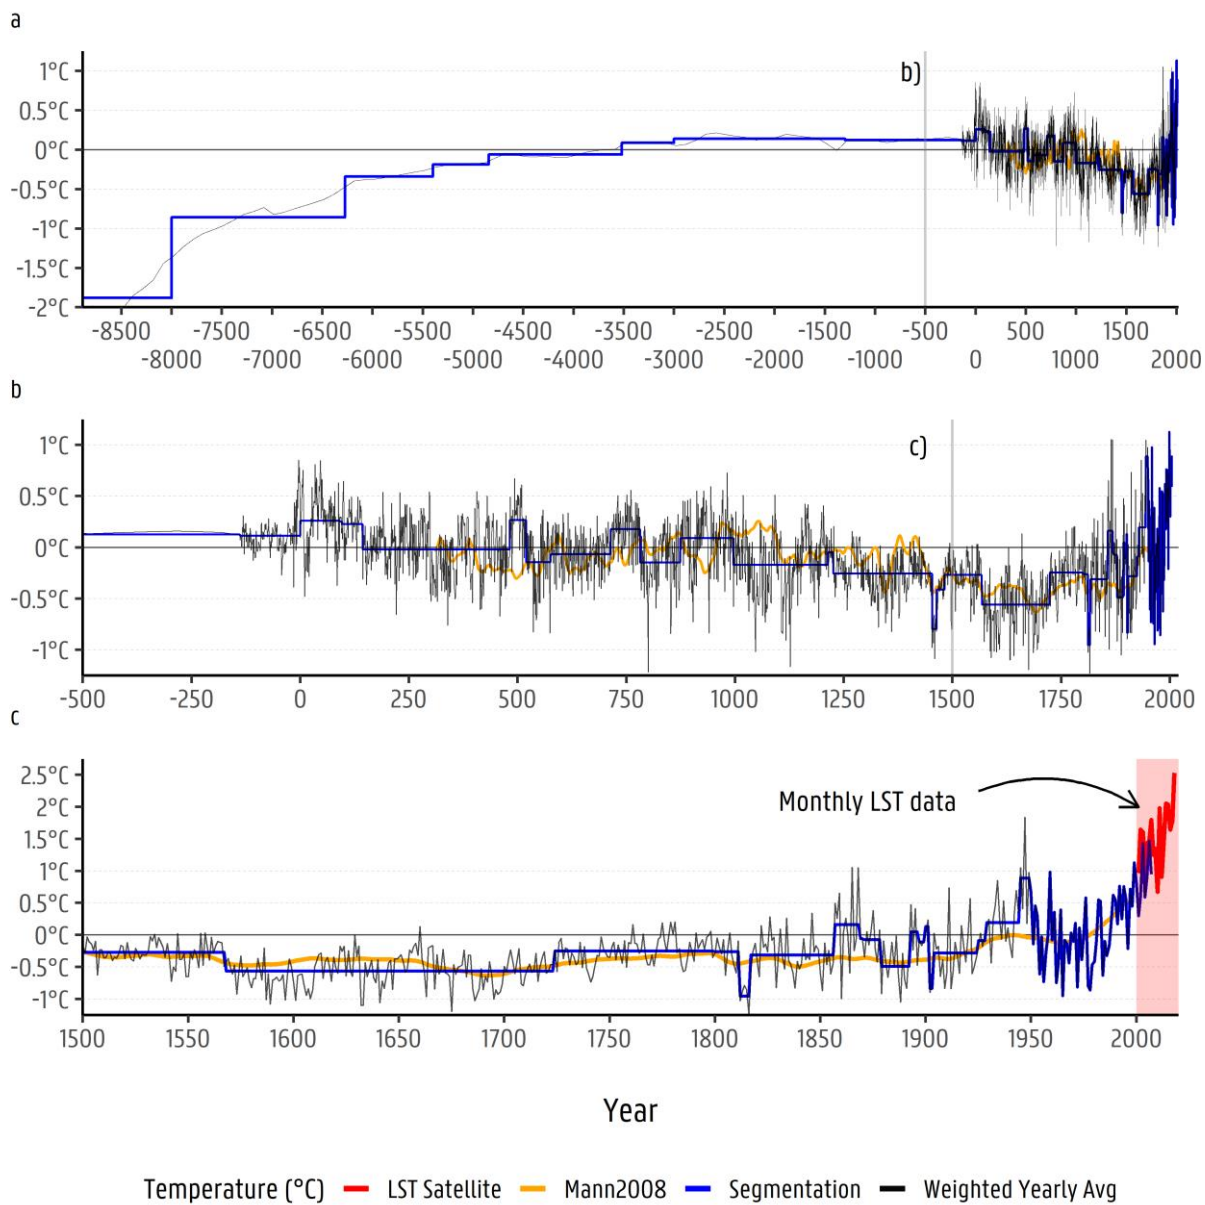 a
b)
1°C
0.5°C
0°C
-0.5°C
-1°C
-1.5°C
-2°C
-8500 -7500 -6500 -5500 -4500 -3500 -2500 -1500 -500 500 1500
-8000 -7000 -6000 -5000 -4000 -3000 -2000 -1000 0 1000 2000
b
c)
1°C
0.5°C
0°C
-0.5°C
-1°C
-500 -250 0 250 500 750 1000 1250 1500 1750 2000
c
2.5°C
Monthly LST data
2°C
1.5°C
1°C
0.5°C
0°C
-0.5°C
-1°C
1500 1550 1600 1650 1700 1750 1800 1850 1900 1950 2000
Year
Temperature (°C) LST Satellite Mann2008 Segmentation Weighted Yearly Avg